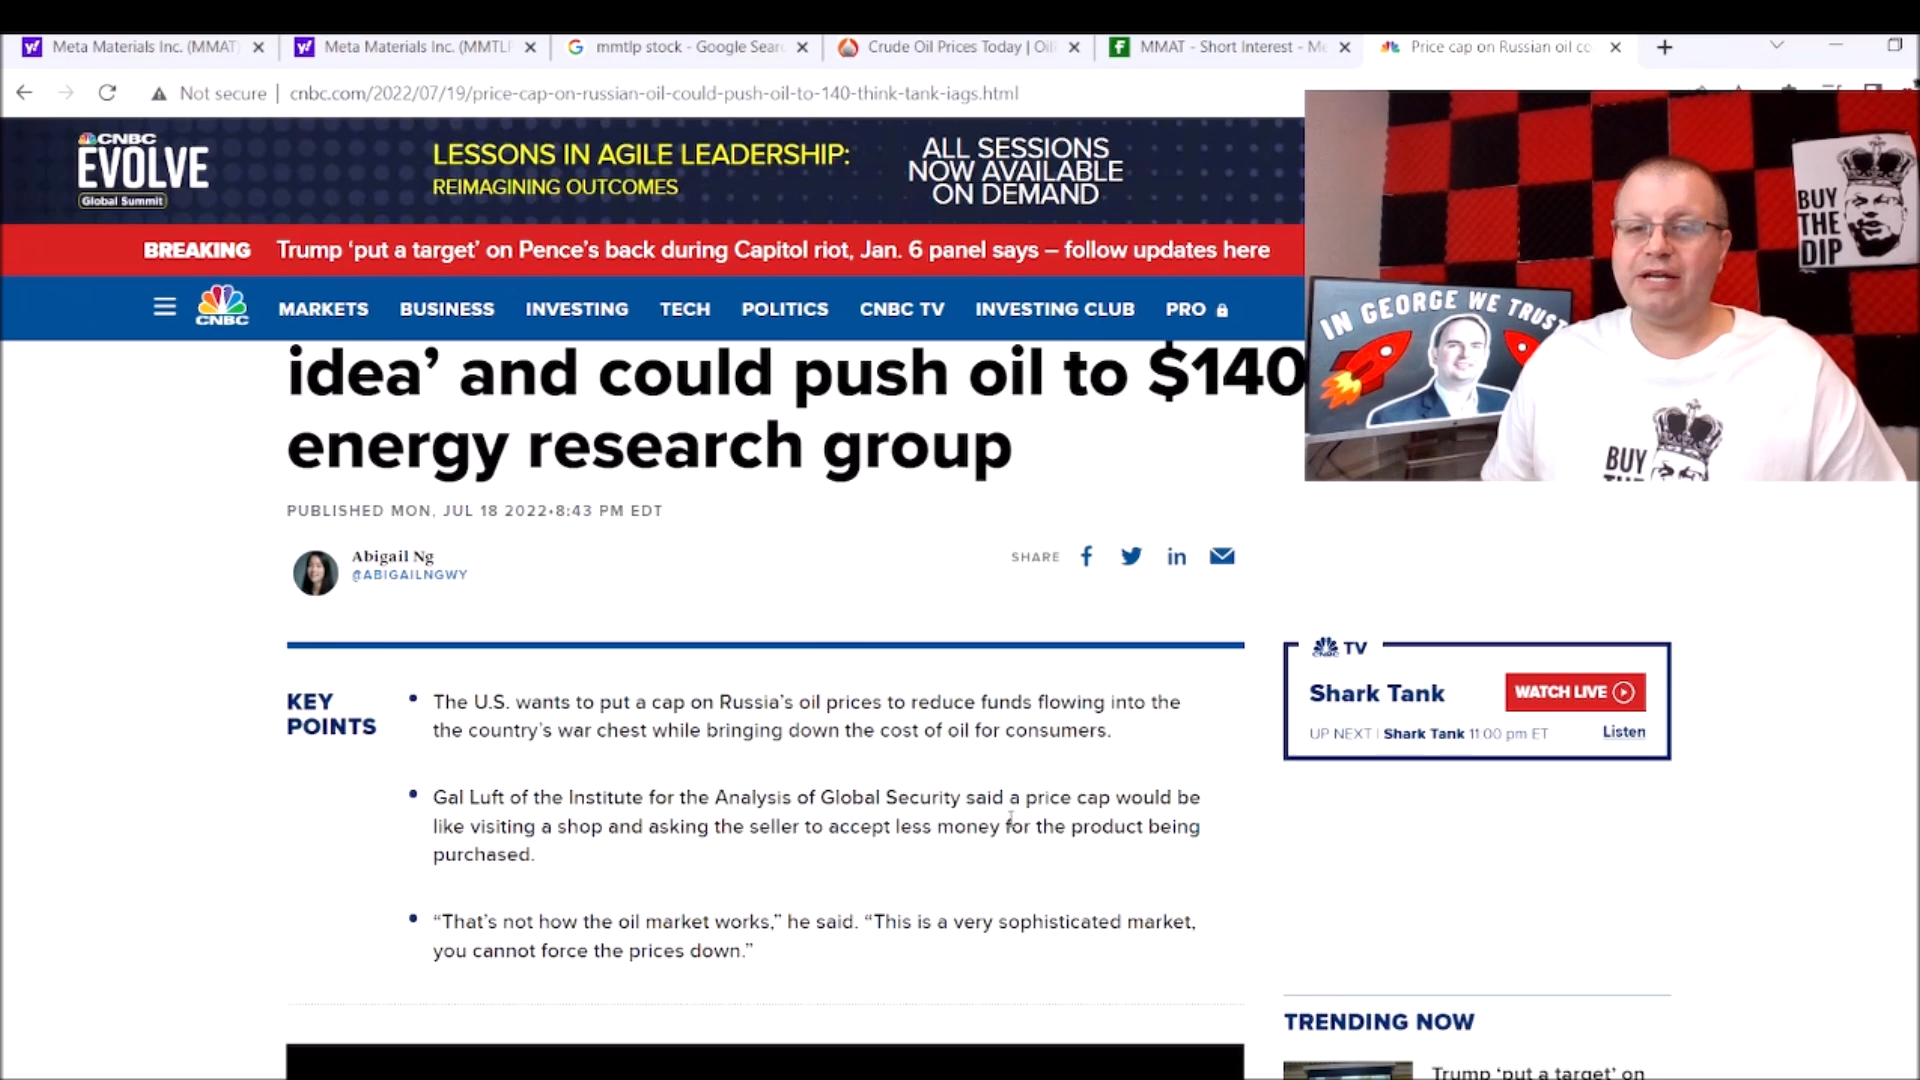 Meta Materials Inc. (MMAT)
Meta Materials Inc. (MMTLP
mmtlp stock - Google Sear
Crude Oil Prices Today | Oil
MMAT - Short Interest - Me
Price cap on Russian oil co
Not secure | cnbc.com/2022/07/19/price-cap-on-russian-oil-could-push-oil-to-140-think-tank-iags.html
CNBC
EVOLVE
Global Summit
LESSONS IN AGILE LEADERSHIP:
REIMAGINING OUTCOMES
ALL SESSIONS
NOW AVAILABLE
ON DEMAND
BREAKING Trump ‘put a target’ on Pence’s back during Capitol riot, Jan. 6 panel says – follow updates here
CNBC
MARKETS BUSINESS INVESTING TECH POLITICS CNBC TV INVESTING CLUB PRO
BUY
THE
DIP
IN GEORGE WE TRUST
BUY
idea’ and could push oil to $140
energy research group
PUBLISHED MON, JUL 18 2022•8:43 PM EDT
Abigail Ng
@ABIGAILNGWY
SHARE
KEY
POINTS
• The U.S. wants to put a cap on Russia’s oil prices to reduce funds flowing into the
the country’s war chest while bringing down the cost of oil for consumers.
• Gal Luft of the Institute for the Analysis of Global Security said a price cap would be
like visiting a shop and asking the seller to accept less money for the product being
purchased.
• “That’s not how the oil market works,” he said. “This is a very sophisticated market,
you cannot force the prices down.”
CNBC TV
Shark Tank
WATCH LIVE
UP NEXT | Shark Tank 11:00 pm ET
Listen
TRENDING NOW
Trump ‘put a target’ on